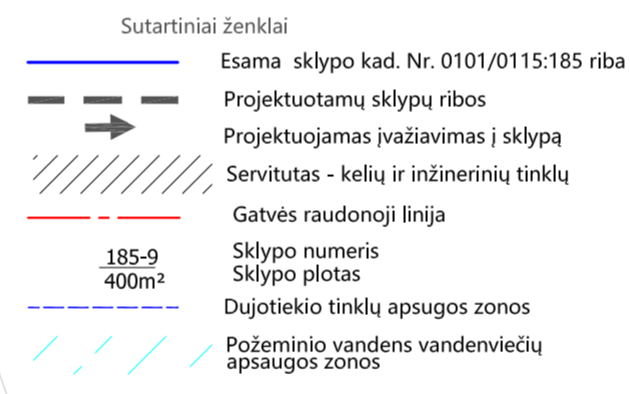 Sutartiniai ženklai
Esama sklypo kad. Nr. 0101/0115:185 riba
Projektuotamų sklypų ribos
Projektuojamas įvažiavimas į sklypą
Servitutas - kelių ir inžinerinių tinklų
Gatvės raudonoji linija
185-9 Sklypo numeris
400m² Sklypo plotas
Dujotiekio tinklų apsugos zonos
Požeminio vandens vandenviečių
apsaugos zonos